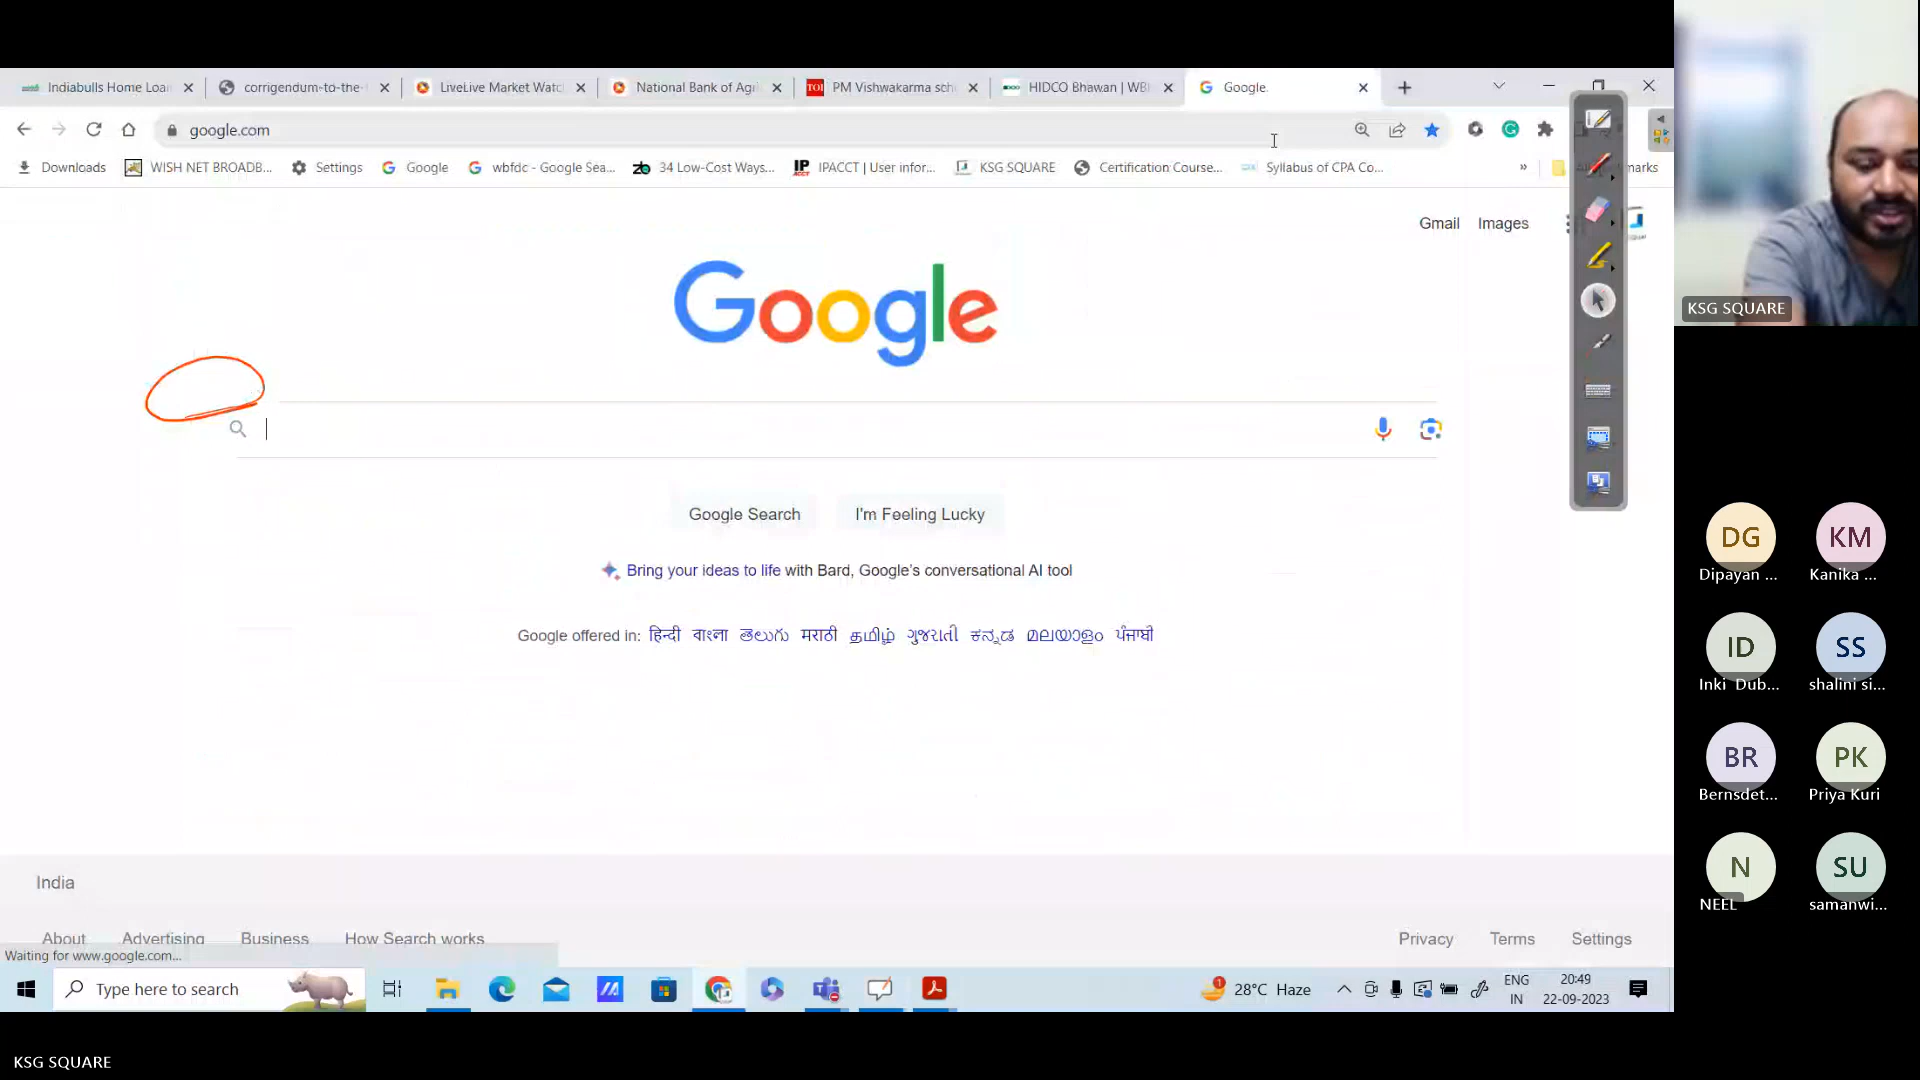 Indiabulls Home Loan
corrigendum-to-the-
LiveLive Market Watch
National Bank of Agri
PM Vishwakarma sch
HIDCO Bhawan | WBI
Google
google.com
Downloads
WISH NET BROADB...
Settings
Google
wbfdc - Google Sea...
34 Low-Cost Ways...
IPACCT | User infor...
KSG SQUARE
Certification Course...
Syllabus of CPA Co...
»
Gmail Images
Google
Google Search
I'm Feeling Lucky
Bring your ideas to life with Bard, Google's conversational AI tool
Google offered in: हिन्दी বাংলা తెలుగు मराठी தமிழ் ગુજરાતી ಕನ್ನಡ മലയാളം ਪੰਜਾਬੀ
India
About Advertising Business How Search works
Privacy Terms Settings
Waiting for www.google.com...
Type here to search
28°C Haze
ENG
IN
20:49
22-09-2023
KSG SQUARE
DG
Dipayan ...
KM
Kanika ...
ID
Inki Dub...
SS
shalini si...
BR
Bernsdet...
PK
Priya Kuri
N
NEEL
SU
samanwi...
KSG SQUARE